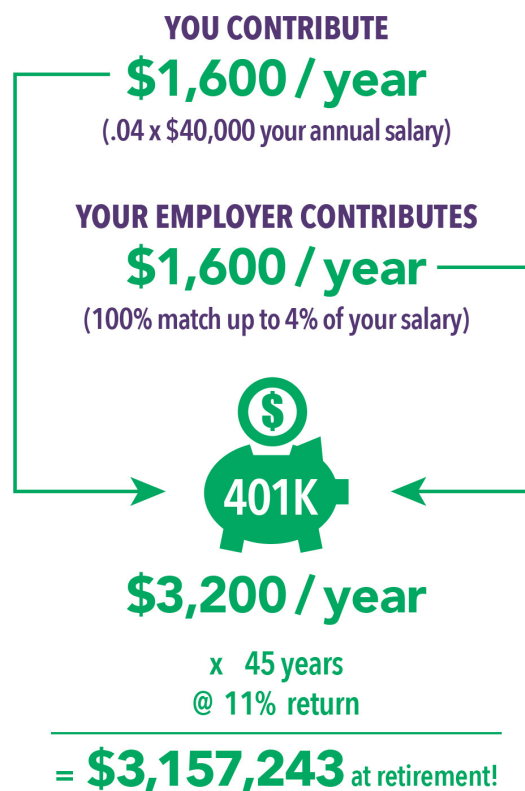 YOU CONTRIBUTE
$1,600 / year
(.04 x $40,000 your annual salary)
YOUR EMPLOYER CONTRIBUTES
$1,600 / year
(100% match up to 4% of your salary)
$
401K
$3,200 / year
x 45 years
@ 11% return
= $3,157,243 at retirement!